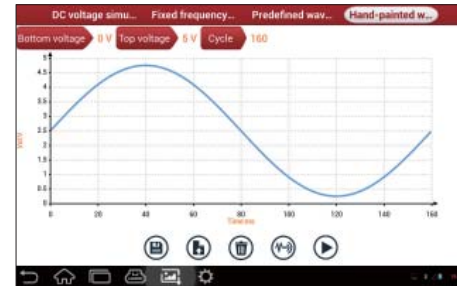 DC voltage simu... Fixed frequency... Predefined wav... Hand-painted w...
Bottom voltage 0 V Top voltage 5 V Cycle 160
5
4.5
4
3.5
3
2.5
2
1.5
1
0.5
0
0 20 40 60 80 100 120 140 160
Time:ms